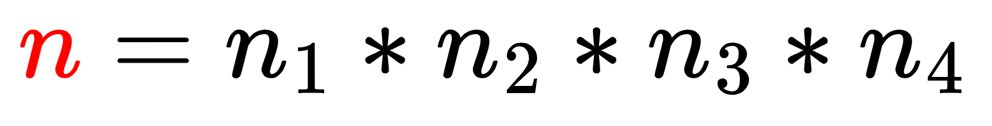 n = n₁ * n₂ * n₃ * n₄